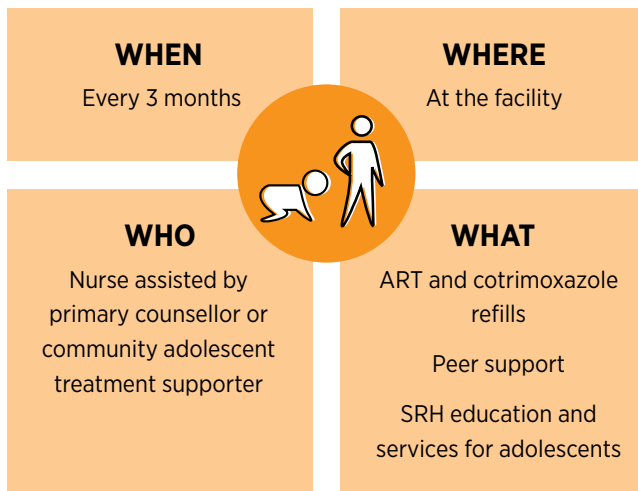 WHEN
Every 3 months
WHERE
At the facility
WHO
Nurse assisted by
primary counsellor or
community adolescent
treatment supporter
WHAT
ART and cotrimoxazole
refills
Peer support
SRH education and
services for adolescents